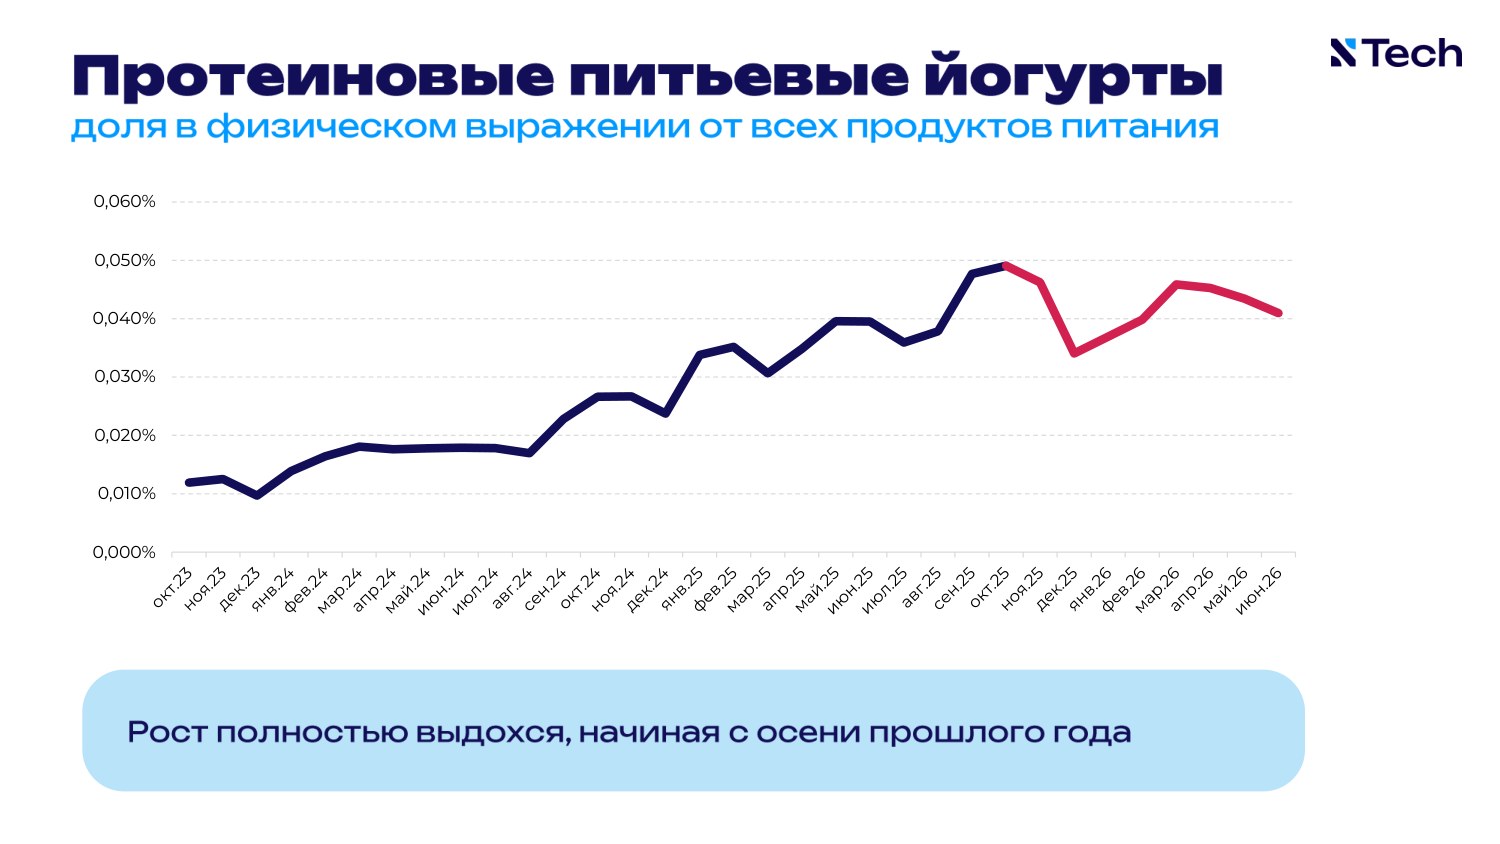 Протеиновые питьевые йогурты
Tech
доля в физическом выражении от всех продуктов питания
0,060%
0,050%
0,040%
0,030%
0,020%
0,010%
0,000%
окт.23
ноя.23
дек.23
янв.24
фев.24
мар.24
апр.24
май.24
июн.24
июл.24
авг.24
сен.24
окт.24
ноя.24
дек.24
янв.25
фев.25
мар.25
апр.25
май.25
июн.25
июл.25
авг.25
сен.25
окт.25
ноя.25
дек.25
янв.26
фев.26
мар.26
апр.26
май.26
июн.26
Рост полностью выдохся, начиная с осени прошлого года